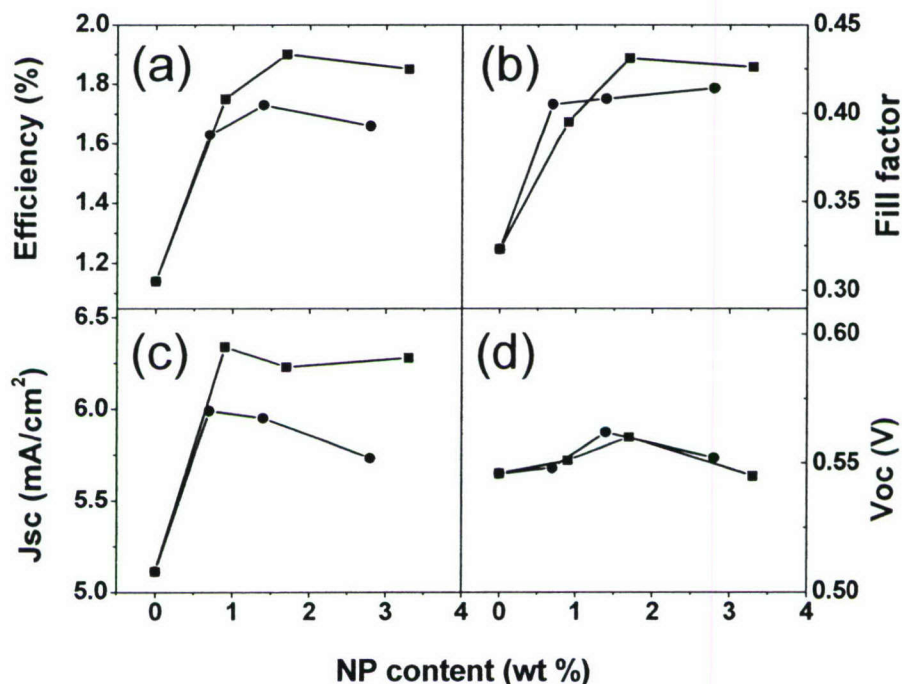 2.0
1.8
1.6
1.4
1.2
Efficiency (%)
(a)
(b)
0.45
0.40
0.35
0.30
Fill factor
6.5
6.0
5.5
5.0
Jsc (mA/cm²)
(c)
(d)
0.60
0.55
0.50
Voc (V)
0 1 2 3 4 0 1 2 3 4
NP content (wt %)